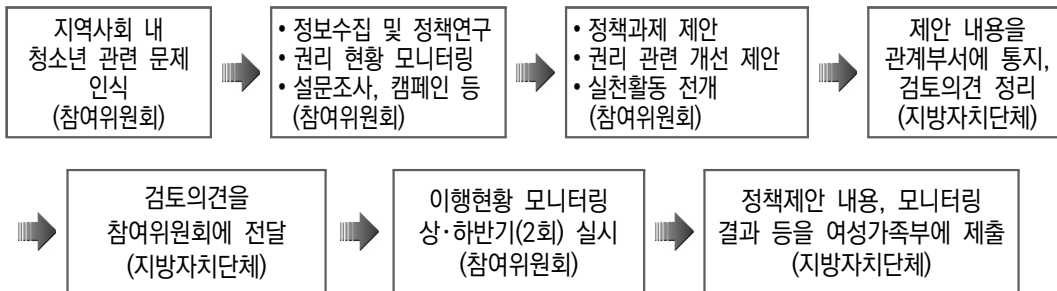 지역사회 내
청소년 관련 문제
인식
(참여위원회)
• 정보수집 및 정책연구
• 권리 현황 모니터링
• 설문조사, 캠페인 등
(참여위원회)
• 정책과제 제안
• 권리 관련 개선 제안
• 실천활동 전개
(참여위원회)
제안 내용을
관계부서에 통지,
검토의견 정리
(지방자치단체)
검토의견을
참여위원회에 전달
(지방자치단체)
이행현황 모니터링
상·하반기(2회) 실시
(참여위원회)
정책제안 내용, 모니터링
결과 등을 여성가족부에 제출
(지방자치단체)